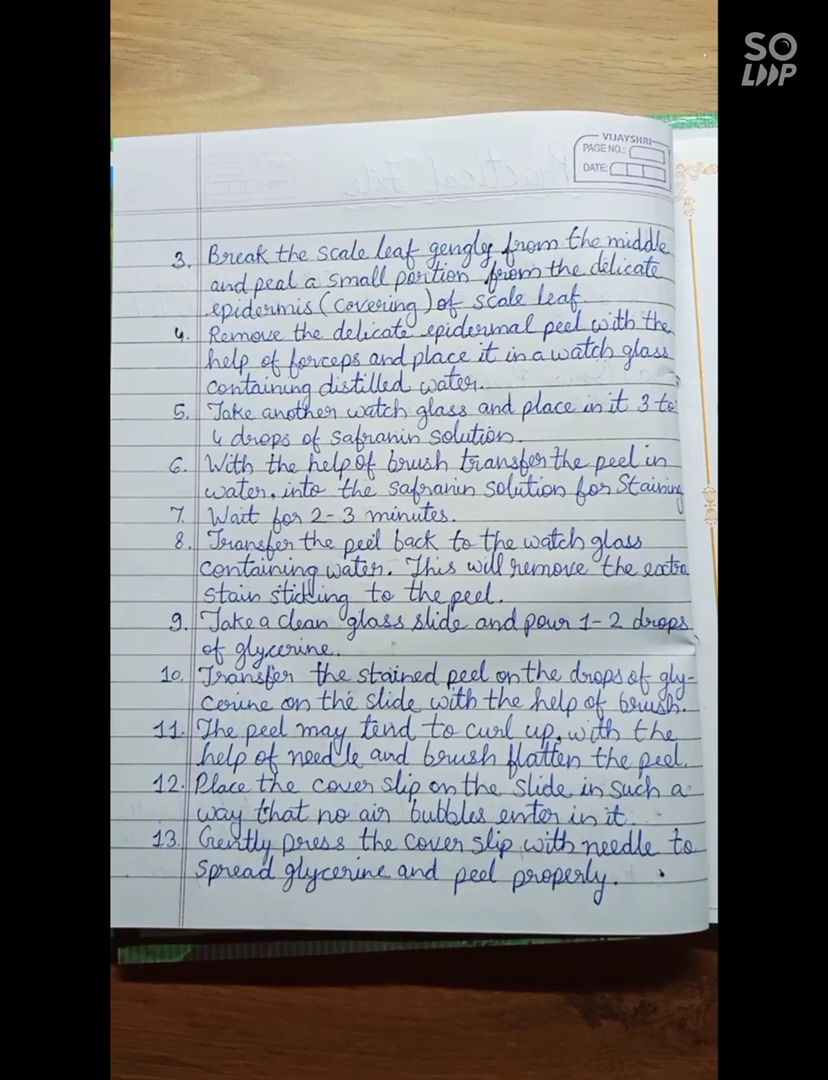 SO
LOOP
VIJAYSHRI
PAGE NO.:
DATE:
Practical File
3. Break the scale leaf gengly from the middle
and peal a small portion from the delicate
epidermis (covering) of scale leaf.
4. Remove the delicate epidermal peel with the
help of forceps and place it in a watch glass
containing distilled water.
5. Take another watch glass and place in it 3 to
4 drops of safranin solution.
6. With the help of brush transfer the peel in
water, into the safranin solution for staining
7. Wait for 2-3 minutes.
8. Transfer the peel back to the watch glass
containing water. This will remove the extra
stain sticking to the peel.
9. Take a clean glass slide and pour 1-2 drops
of glycerine.
10. Transfer the stained peel on the drops of gly-
cerine on the slide with the help of brush.
11. The peel may tend to curl up, with the
help of needle and brush flatten the peel.
12. Place the cover slip on the slide in such a
way that no air bubbles enter in it.
13. Gently press the cover slip with needle to
spread glycerine and peel properly.